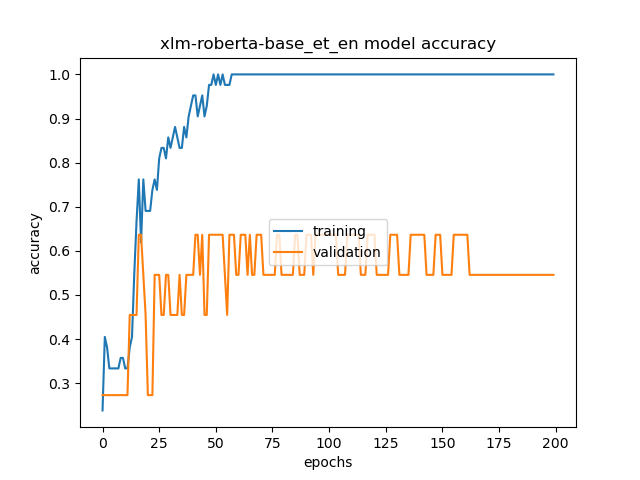 xlm-roberta-base_et_en model accuracy
1.0
0.9
0.8
0.7
0.6
0.5
0.4
0.3
accuracy
training
validation
0 25 50 75 100 125 150 175 200
epochs